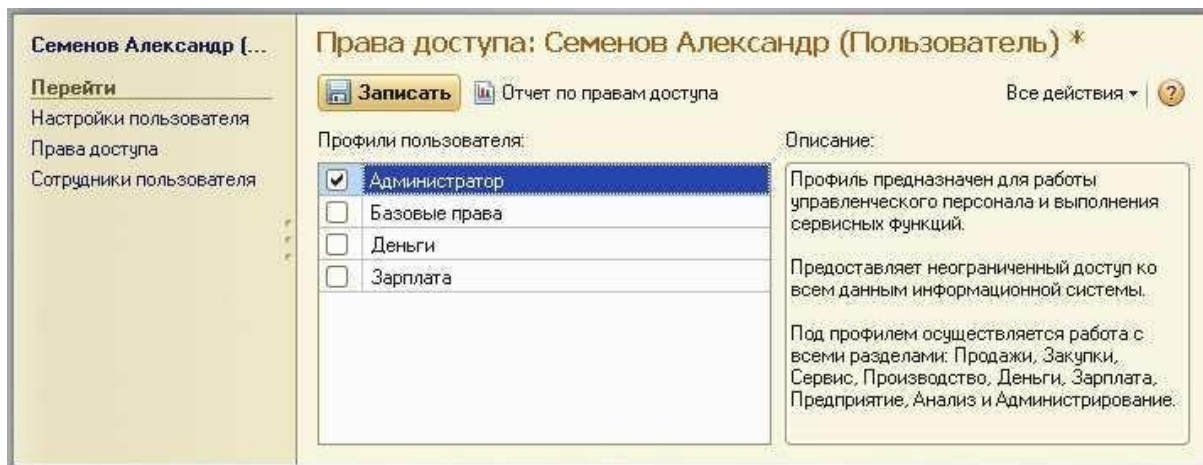 Семенов Александр (...
Перейти
Настройки пользователя
Права доступа
Сотрудники пользователя
Права доступа: Семенов Александр (Пользователь) *
Записать Отчет по правам доступа Все действия ?
Профили пользователя:
Администратор
Базовые права
Деньги
Зарплата
Описание:
Профиль предназначен для работы
управленческого персонала и выполнения
сервисных функций.
Предоставляет неограниченный доступ ко
всем данным информационной системы.
Под профилем осуществляется работа с
всеми разделами: Продажи, Закупки,
Сервис, Производство, Деньги, Зарплата,
Предприятие, Анализ и Администрирование.